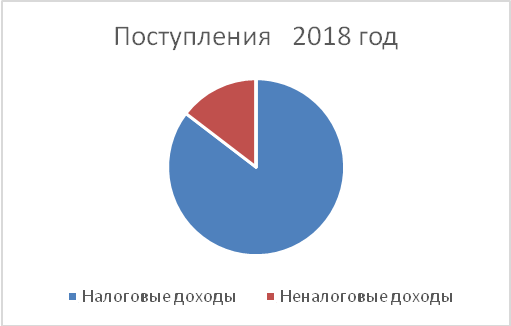 Поступления 2018 год
Налоговые доходы Неналоговые доходы